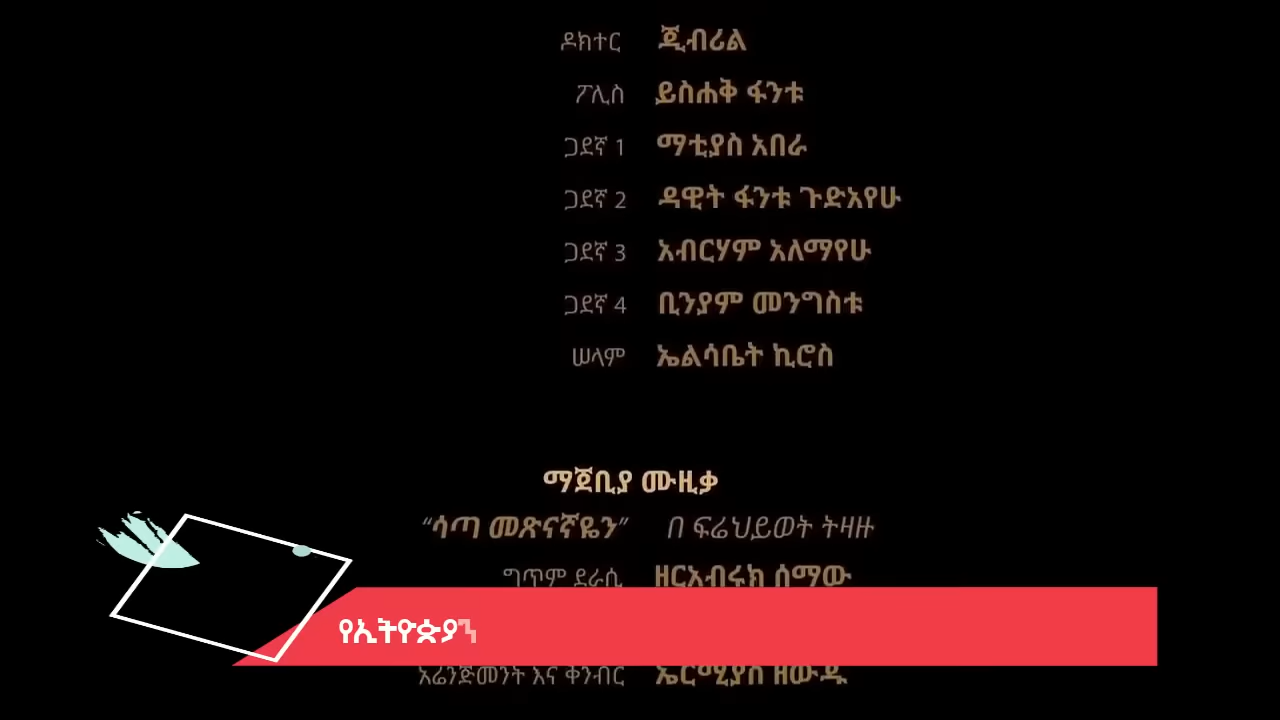 ዶክተር ጂብሪል
ፖሊስ ይስሐቅ ፋንቱ
ጋደኛ 1 ማቲያስ አበራ
ጋደኛ 2 ዳዊት ፋንቱ ጉድአየሁ
ጋደኛ 3 አብርሃም አለማየሁ
ጋደኛ 4 ቢንያም መንግስቱ
ሠላም ኤልሳቤት ኪሮስ
ማጀቢያ ሙዚቃ
“ሳጣ መጽናኛዬን” በ ፍሬህይወት ትዛዙ
ግጥም ደራሲ ዘርአብሩክ ሰማው
የኢትዮጵያን
አሬንጅመንት እና ቀንብር ኤርሚያስ ዘውዱ